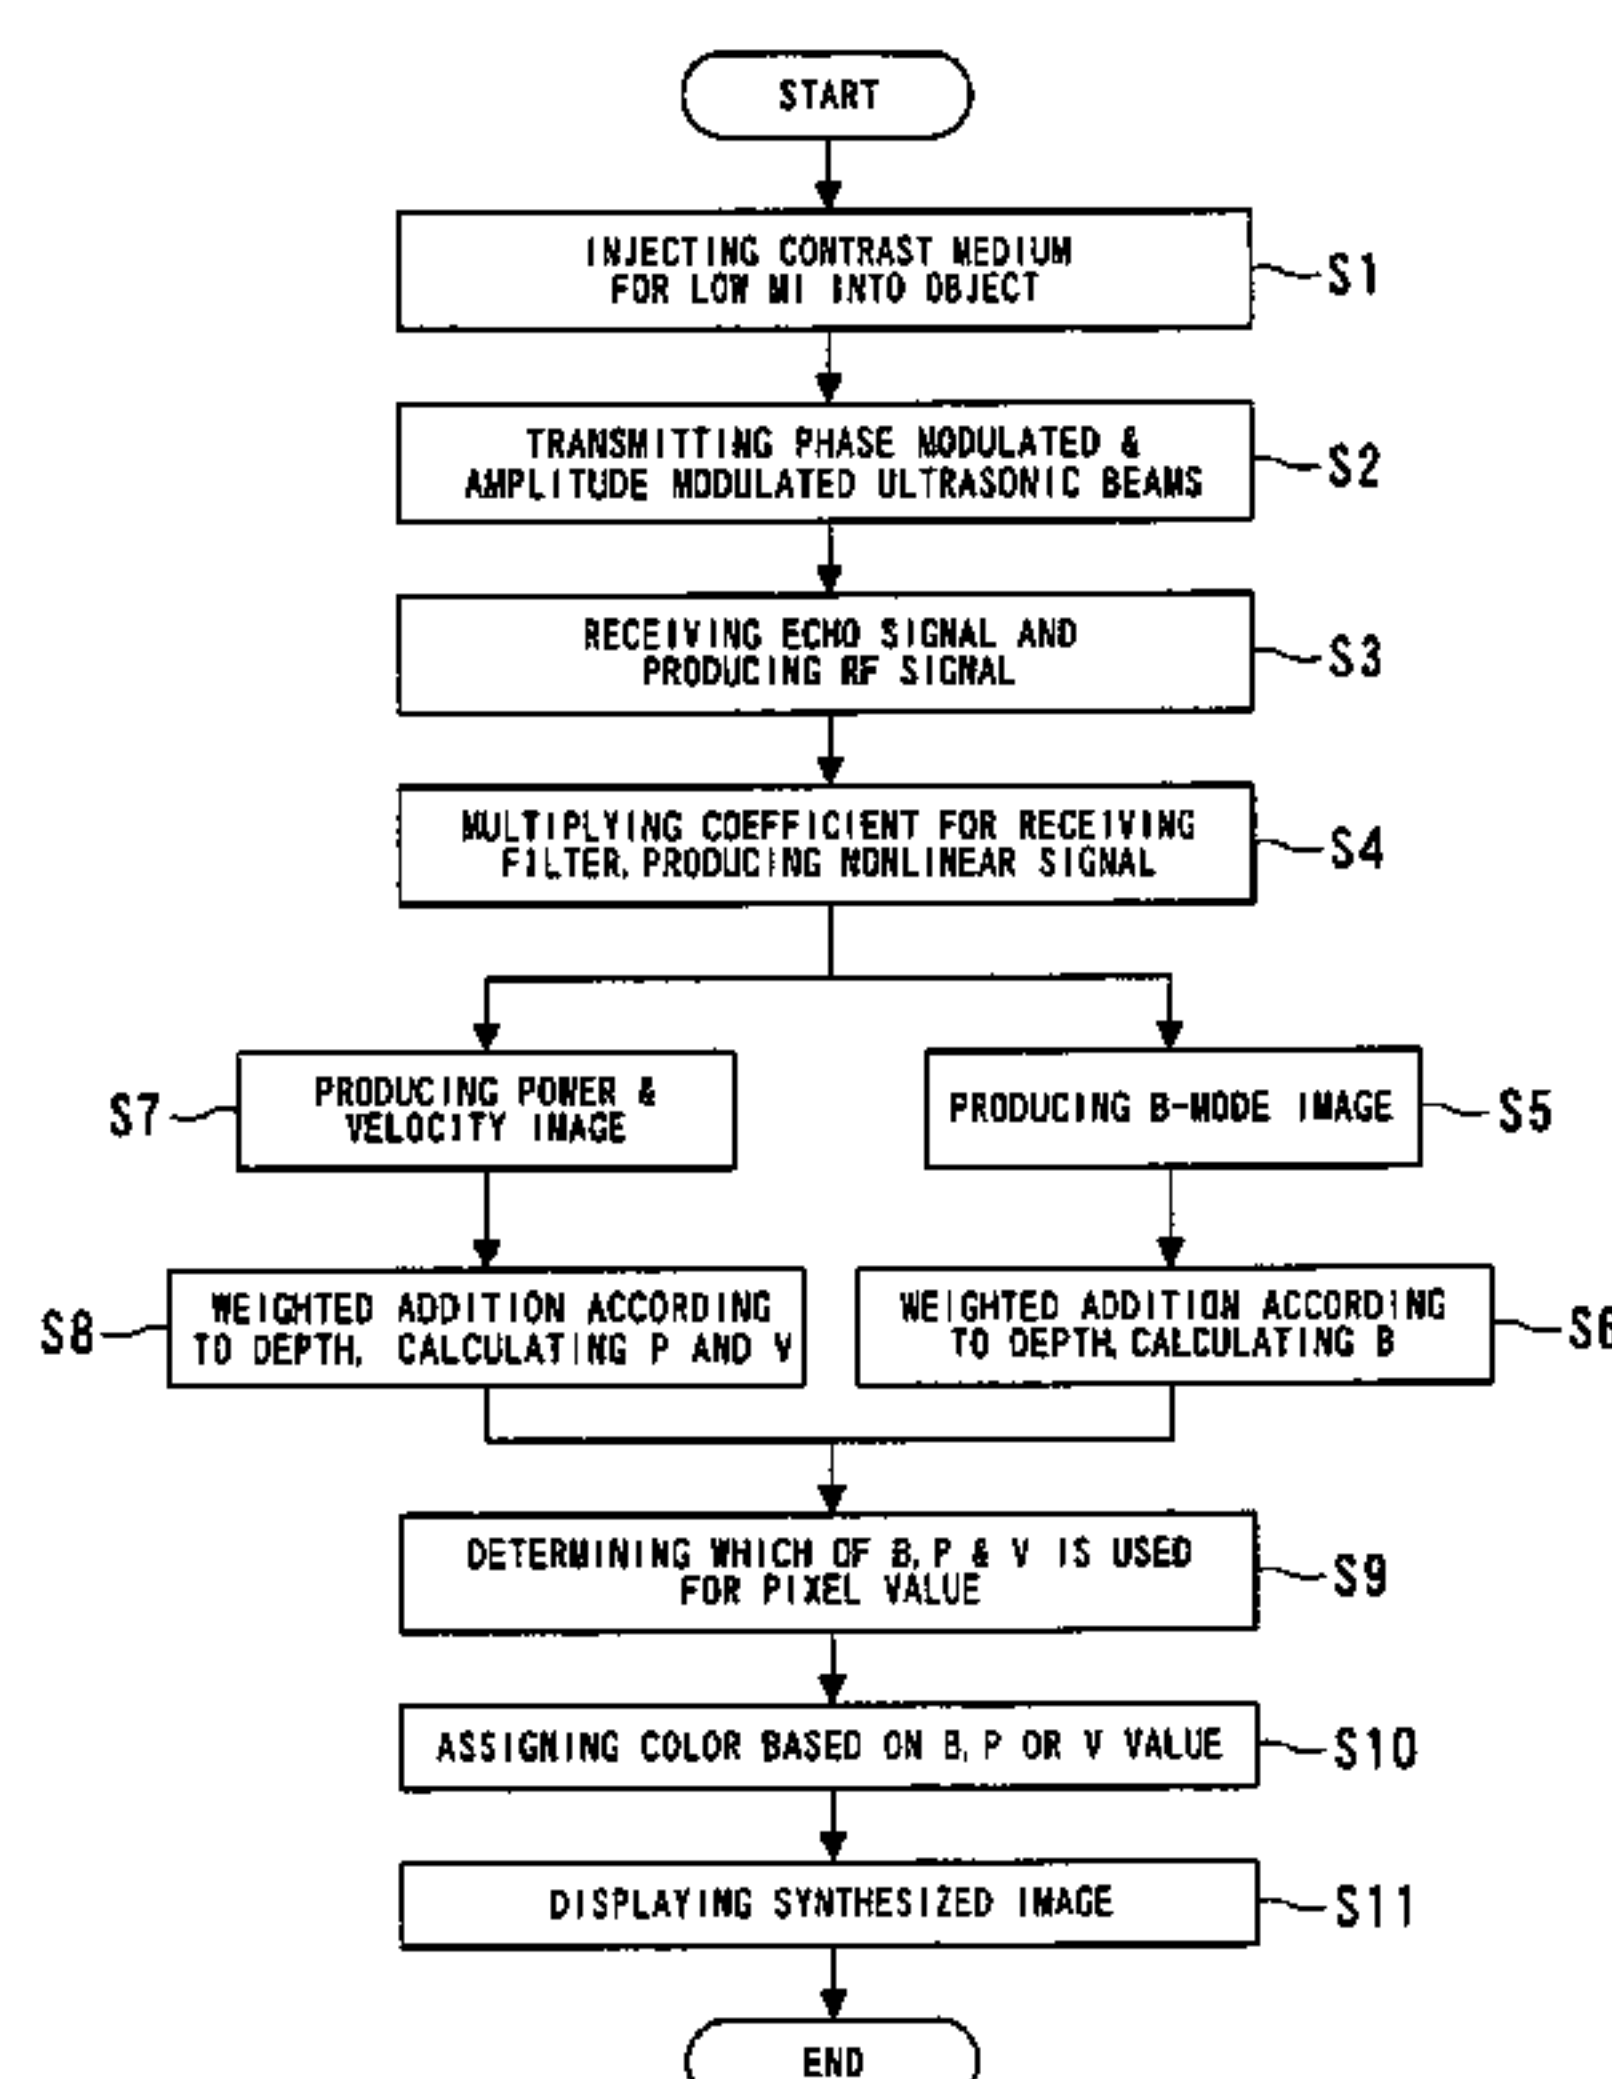 START
INJECTING CONTRAST MEDIUM
FOR LOW MI INTO OBJECT
S1
TRANSMITTING PHASE MODULATED &
AMPLITUDE MODULATED ULTRASONIC BEAMS
S2
RECEIVING ECHO SIGNAL AND
PRODUCING RF SIGNAL
S3
MULTIPLYING COEFFICIENT FOR RECEIVING
FILTER, PRODUCING NONLINEAR SIGNAL
S4
S7
PRODUCING POWER &
VELOCITY IMAGE
PRODUCING B-MODE IMAGE
S5
S8
WEIGHTED ADDITION ACCORDING
TO DEPTH, CALCULATING P AND V
WEIGHTED ADDITION ACCORDING
TO DEPTH, CALCULATING B
S6
DETERMINING WHICH OF B, P & V IS USED
FOR PIXEL VALUE
S9
ASSIGNING COLOR BASED ON B, P OR V VALUE
S10
DISPLAYING SYNTHESIZED IMAGE
S11
END